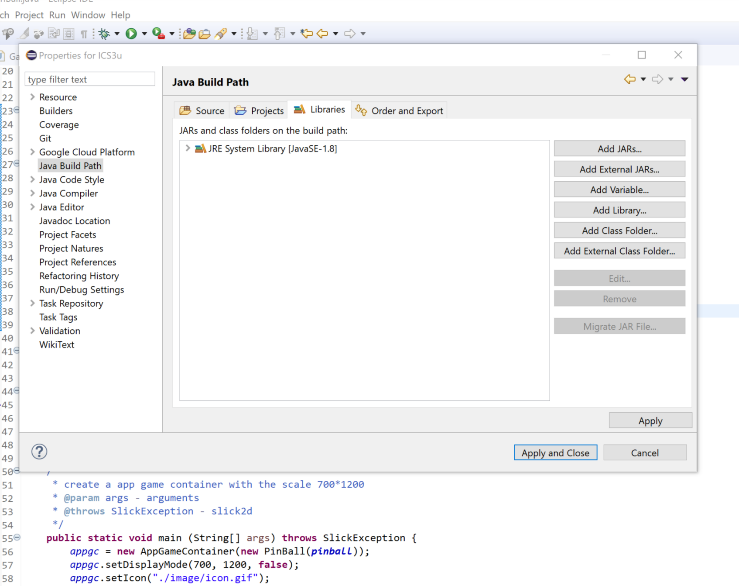 ch Project Run Window Help
Properties for ICS3u
type filter text
Resource
Builders
Coverage
Git
Google Cloud Platform
Java Build Path
Java Code Style
Java Compiler
Java Editor
Javadoc Location
Project Facets
Project Natures
Project References
Refactoring History
Run/Debug Settings
Task Repository
Task Tags
Validation
WikiText
Java Build Path
Source Projects Libraries Order and Export
JARs and class folders on the build path:
JRE System Library [JavaSE-1.8]
Add JARs...
Add External JARs...
Add Variable...
Add Library...
Add Class Folder...
Add External Class Folder...
Edit...
Remove
Migrate JAR File...
Apply
Apply and Close Cancel
20
21
22
23
24
25
26
27
28
29
30
31
32
33
34
35
36
37
38
39
40
41
42
43
44
45
46
47
48
49
50
51 * create a app game container with the scale 700*1200
52 * @param args - arguments
53 * @throws SlickException - slick2d
54 */
55 public static void main (String[] args) throws SlickException {
56 appgc = new AppGameContainer(new PinBall(pinball));
57 appgc.setDisplayMode(700, 1200, false);
58 appgc.setIcon("./image/icon.gif");